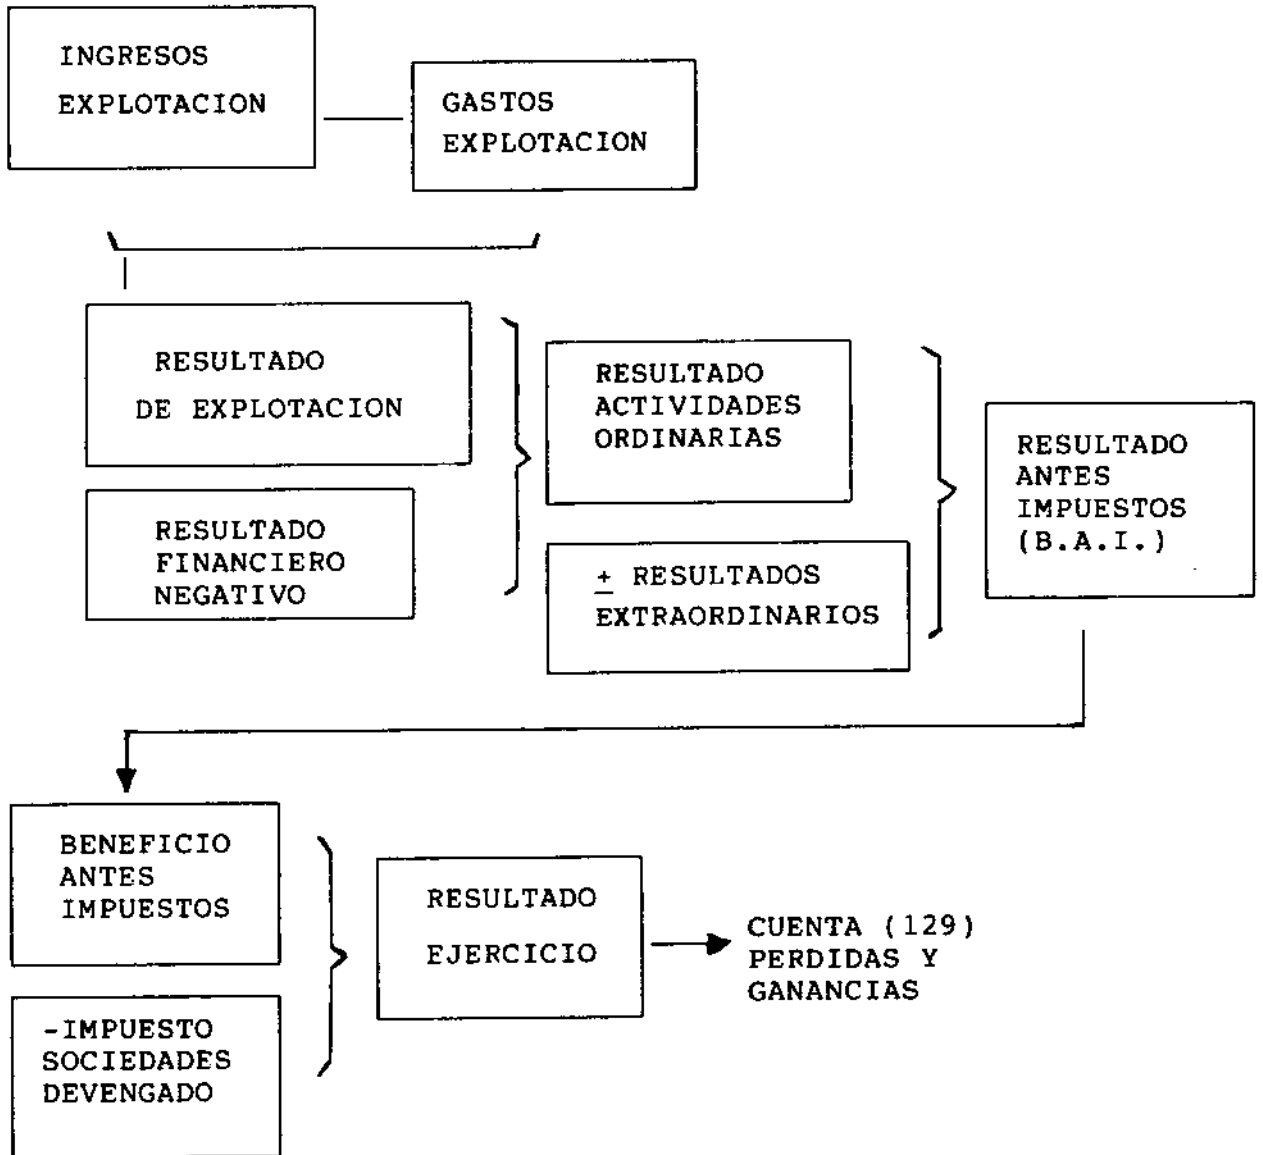 INGRESOS
EXPLOTACION
GASTOS
EXPLOTACION
RESULTADO
DE EXPLOTACION
RESULTADO
FINANCIERO
NEGATIVO
RESULTADO
ACTIVIDADES
ORDINARIAS
± RESULTADOS
EXTRAORDINARIOS
RESULTADO
ANTES
IMPUESTOS
(B.A.I.)
BENEFICIO
ANTES
IMPUESTOS
-IMPUESTO
SOCIEDADES
DEVENGADO
RESULTADO
EJERCICIO
CUENTA (129)
PERDIDAS Y
GANANCIAS